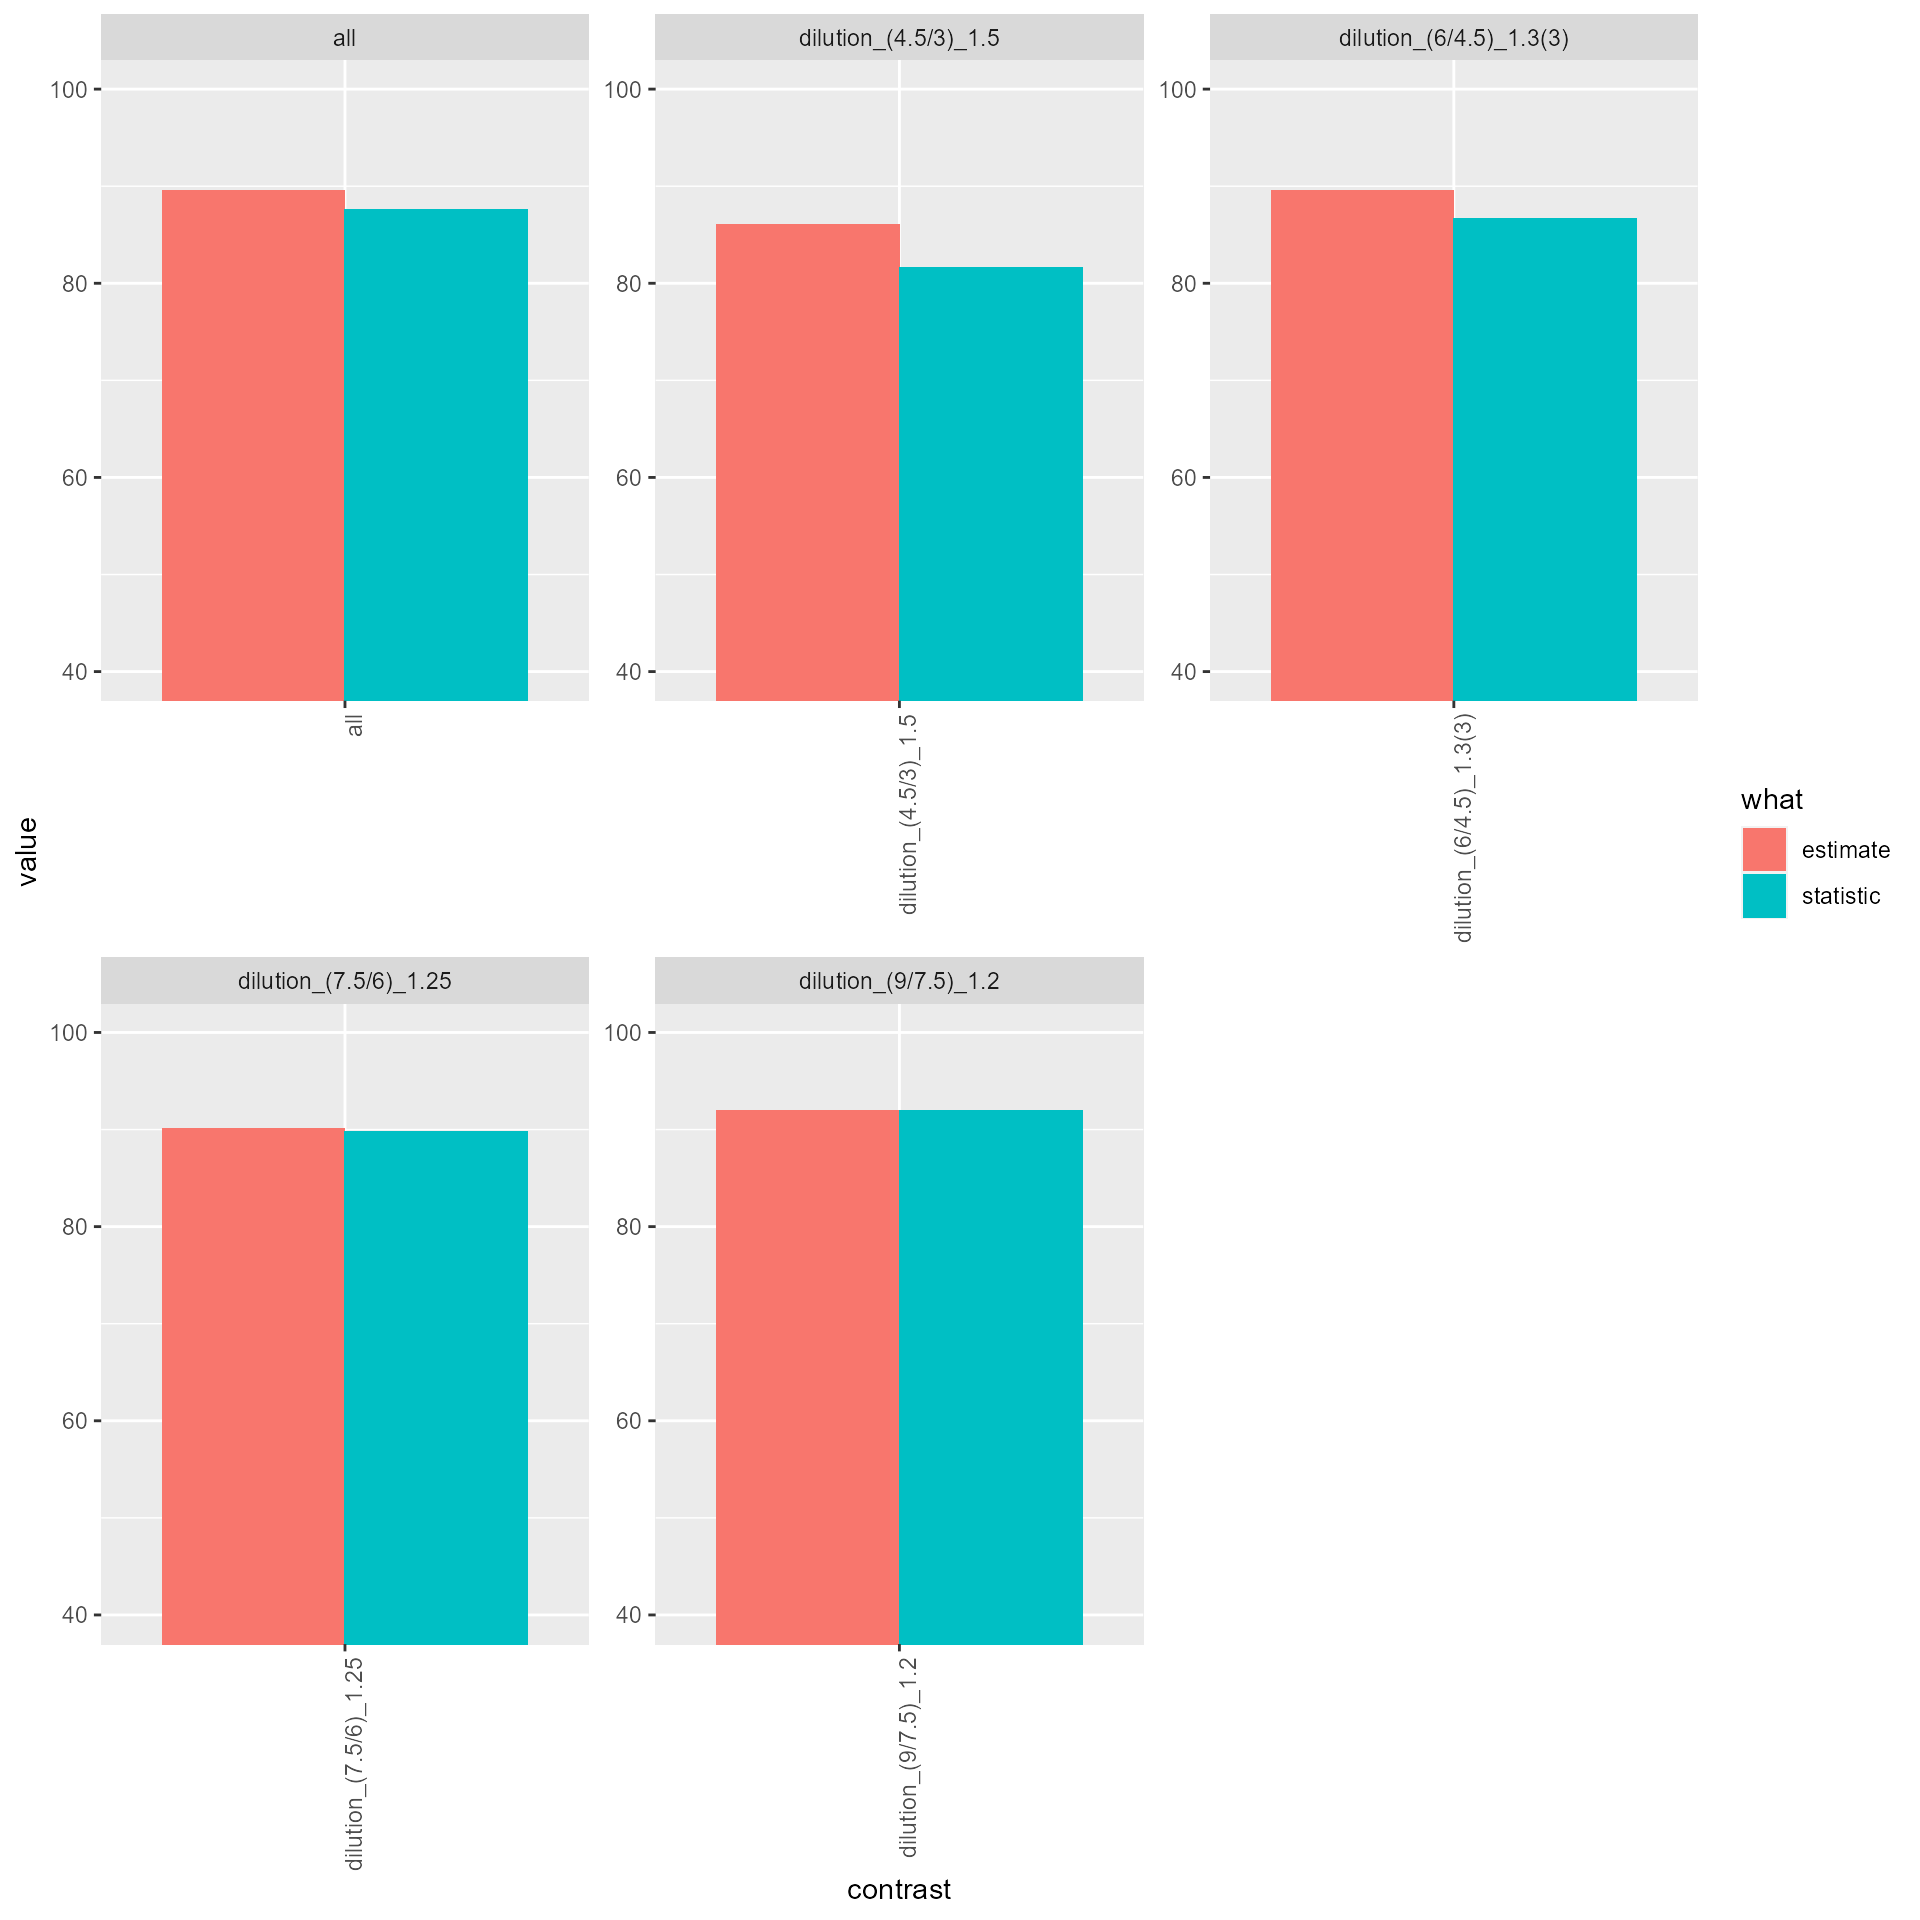 all
dilution_(4.5/3)_1.5
dilution_(6/4.5)_1.3(3)
100
80
60
40
100
80
60
40
100
80
60
40
all
dilution_(4.5/3)_1.5
dilution_(6/4.5)_1.3(3)
value
what
estimate
statistic
dilution_(7.5/6)_1.25
dilution_(9/7.5)_1.2
100
80
60
40
100
80
60
40
dilution_(7.5/6)_1.25
dilution_(9/7.5)_1.2
contrast